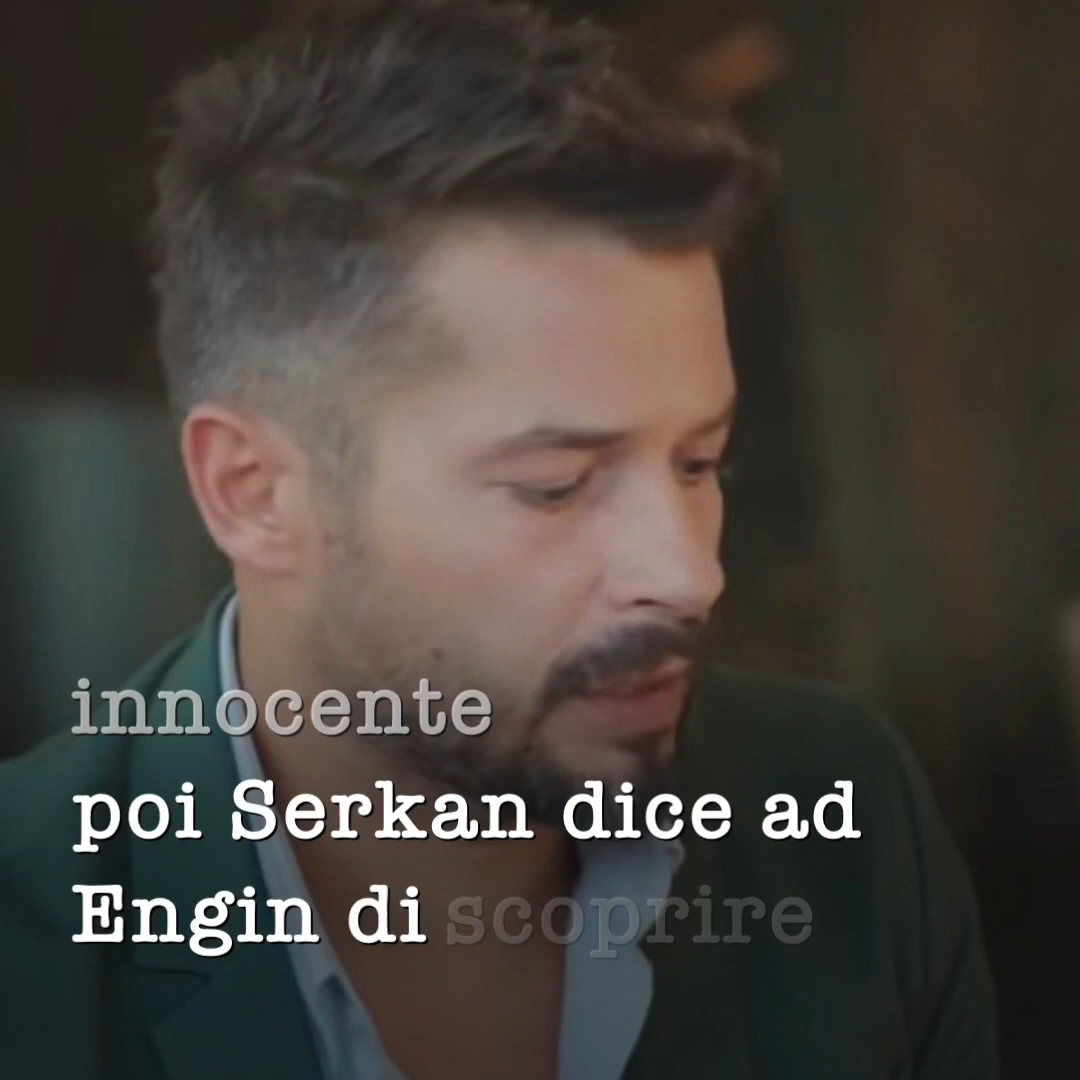 innocente
poi Serkan dice ad
Engin di scoprire